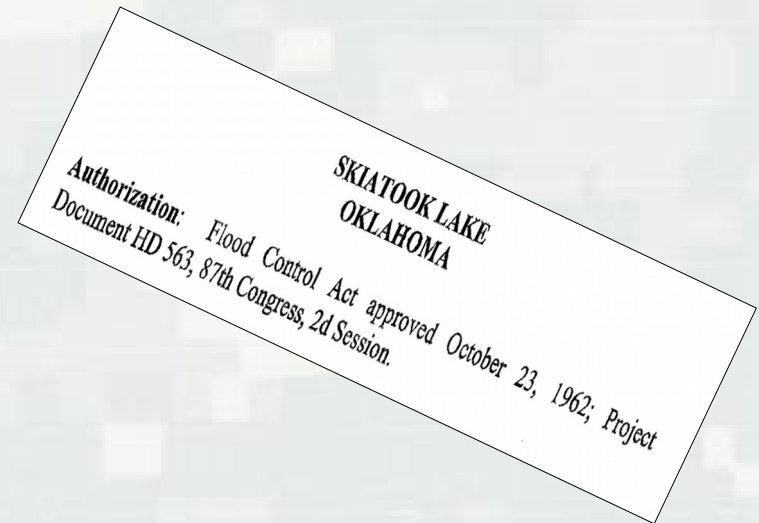 SKIATOOK LAKE
OKLAHOMA
Authorization: Flood Control Act approved October 23, 1962; Project
Document HD 563, 87th Congress, 2d Session.